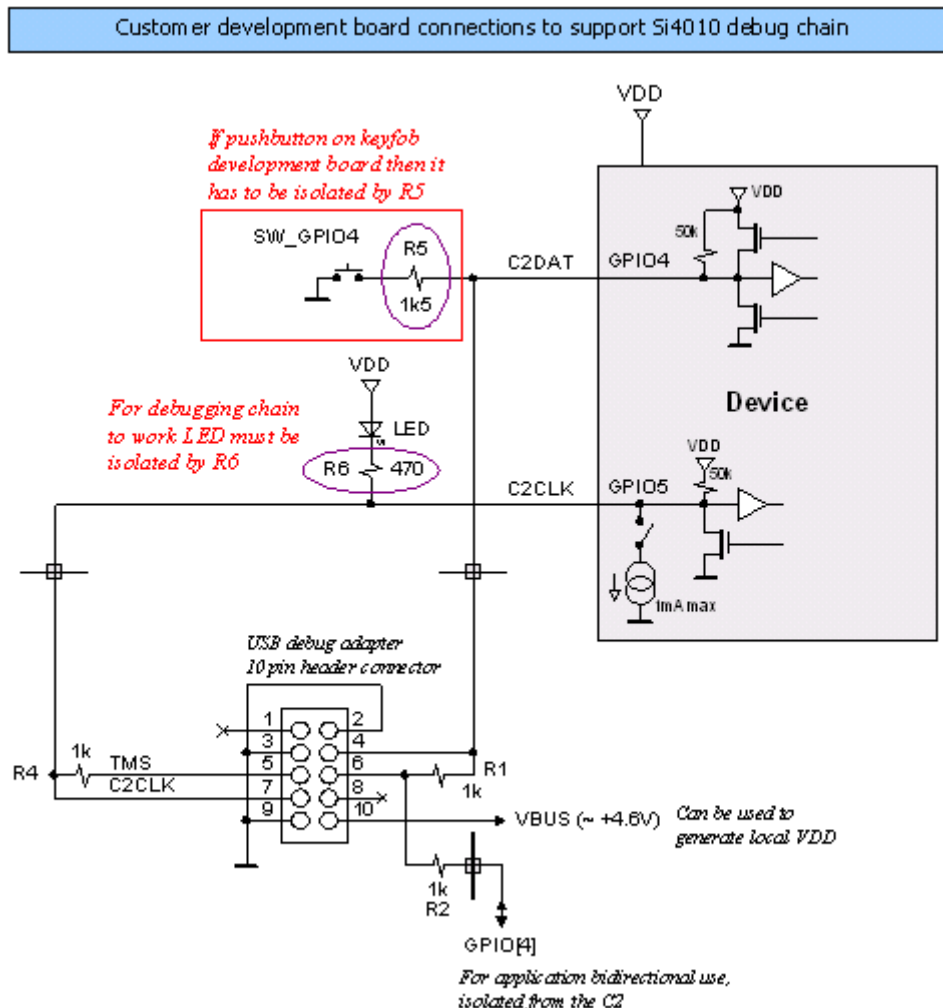 Customer development board connections to support Si4010 debug chain
VDD
If pushbutton on keyfob
development board then it
has to be isolated by R5
SW_GPIO4
R5
1k5
C2DAT
GPIO4
50k
VDD
VDD
For debugging chain
to work LED must be
isolated by R6
LED
R6
470
Device
C2CLK
GPIO5
VDD
50k
1mA max
USB debug adapter
10 pin header connector
1
2
3
4
5
6
7
8
9
10
R4
1k
TMS
C2CLK
R1
1k
VBUS (~ +4.6V)
Can be used to
generate local VDD
1k
R2
GPIO[4]
For application bidirectional use,
isolated from the C2